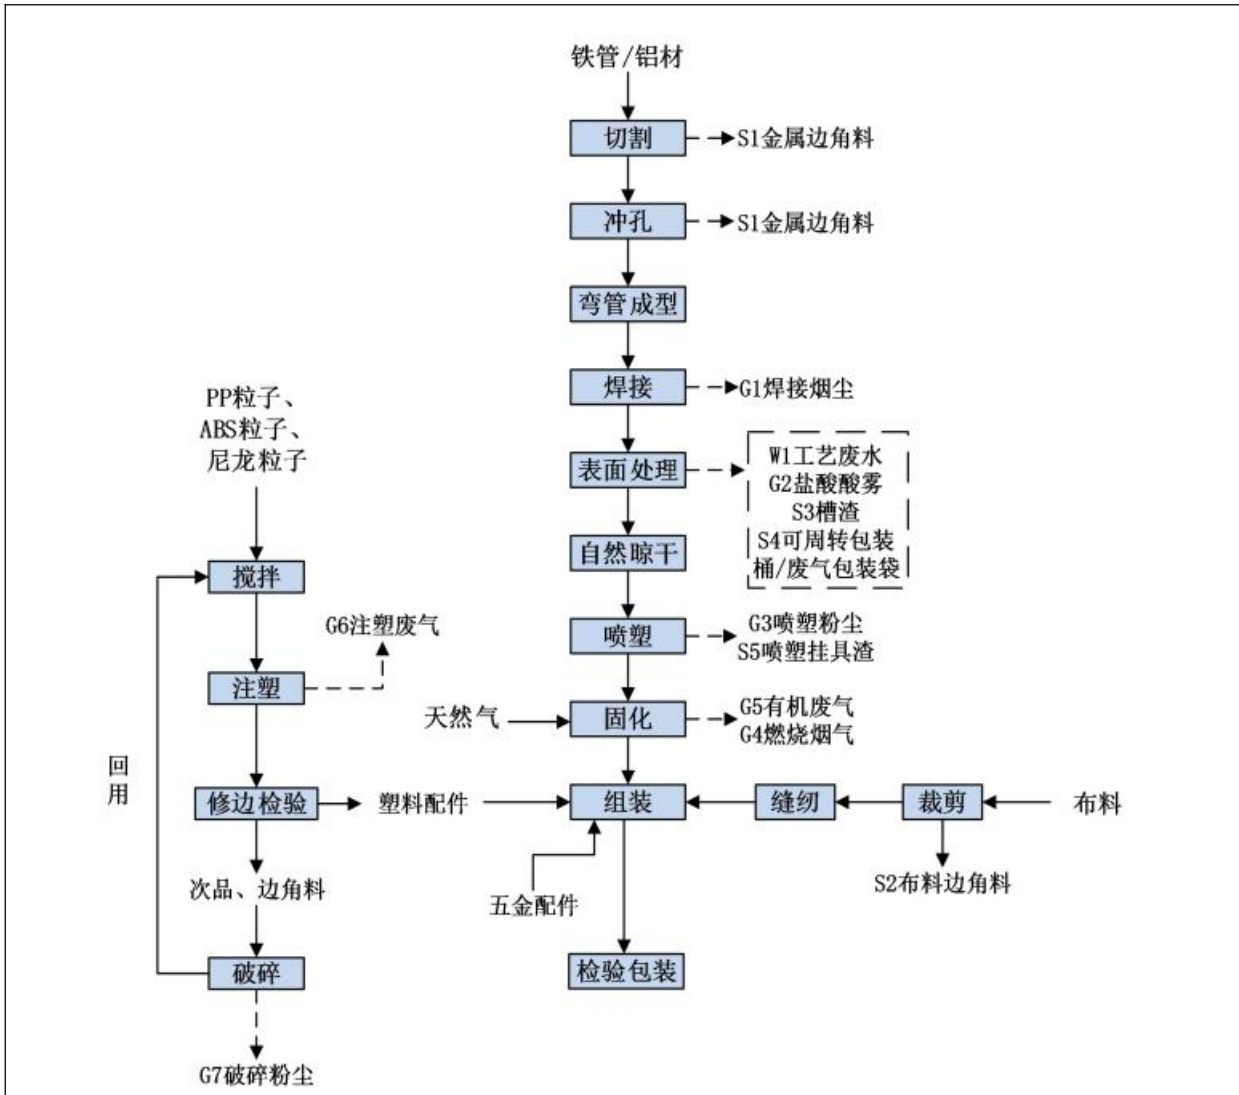 铁管/铝材
切割
S1金属边角料
冲孔
S1金属边角料
弯管成型
焊接
G1焊接烟尘
PP粒子、
ABS粒子、
尼龙粒子
表面处理
W1工艺废水
G2盐酸酸雾
S3槽渣
S4可周转包装
桶/废气包装袋
自然晾干
搅拌
G6注塑废气
喷塑
G3喷塑粉尘
S5喷塑挂具渣
注塑
天然气
固化
G5有机废气
G4燃烧烟气
回
用
修边检验
塑料配件
组装
缝纫
裁剪
布料
次品、边角料
五金配件
S2布料边角料
破碎
检验包装
G7破碎粉尘